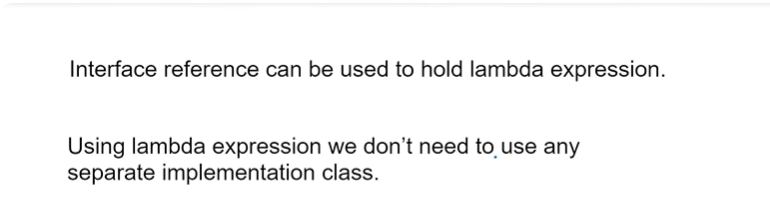 Interface reference can be used to hold lambda expression.
Using lambda expression we don’t need to use any
separate implementation class.